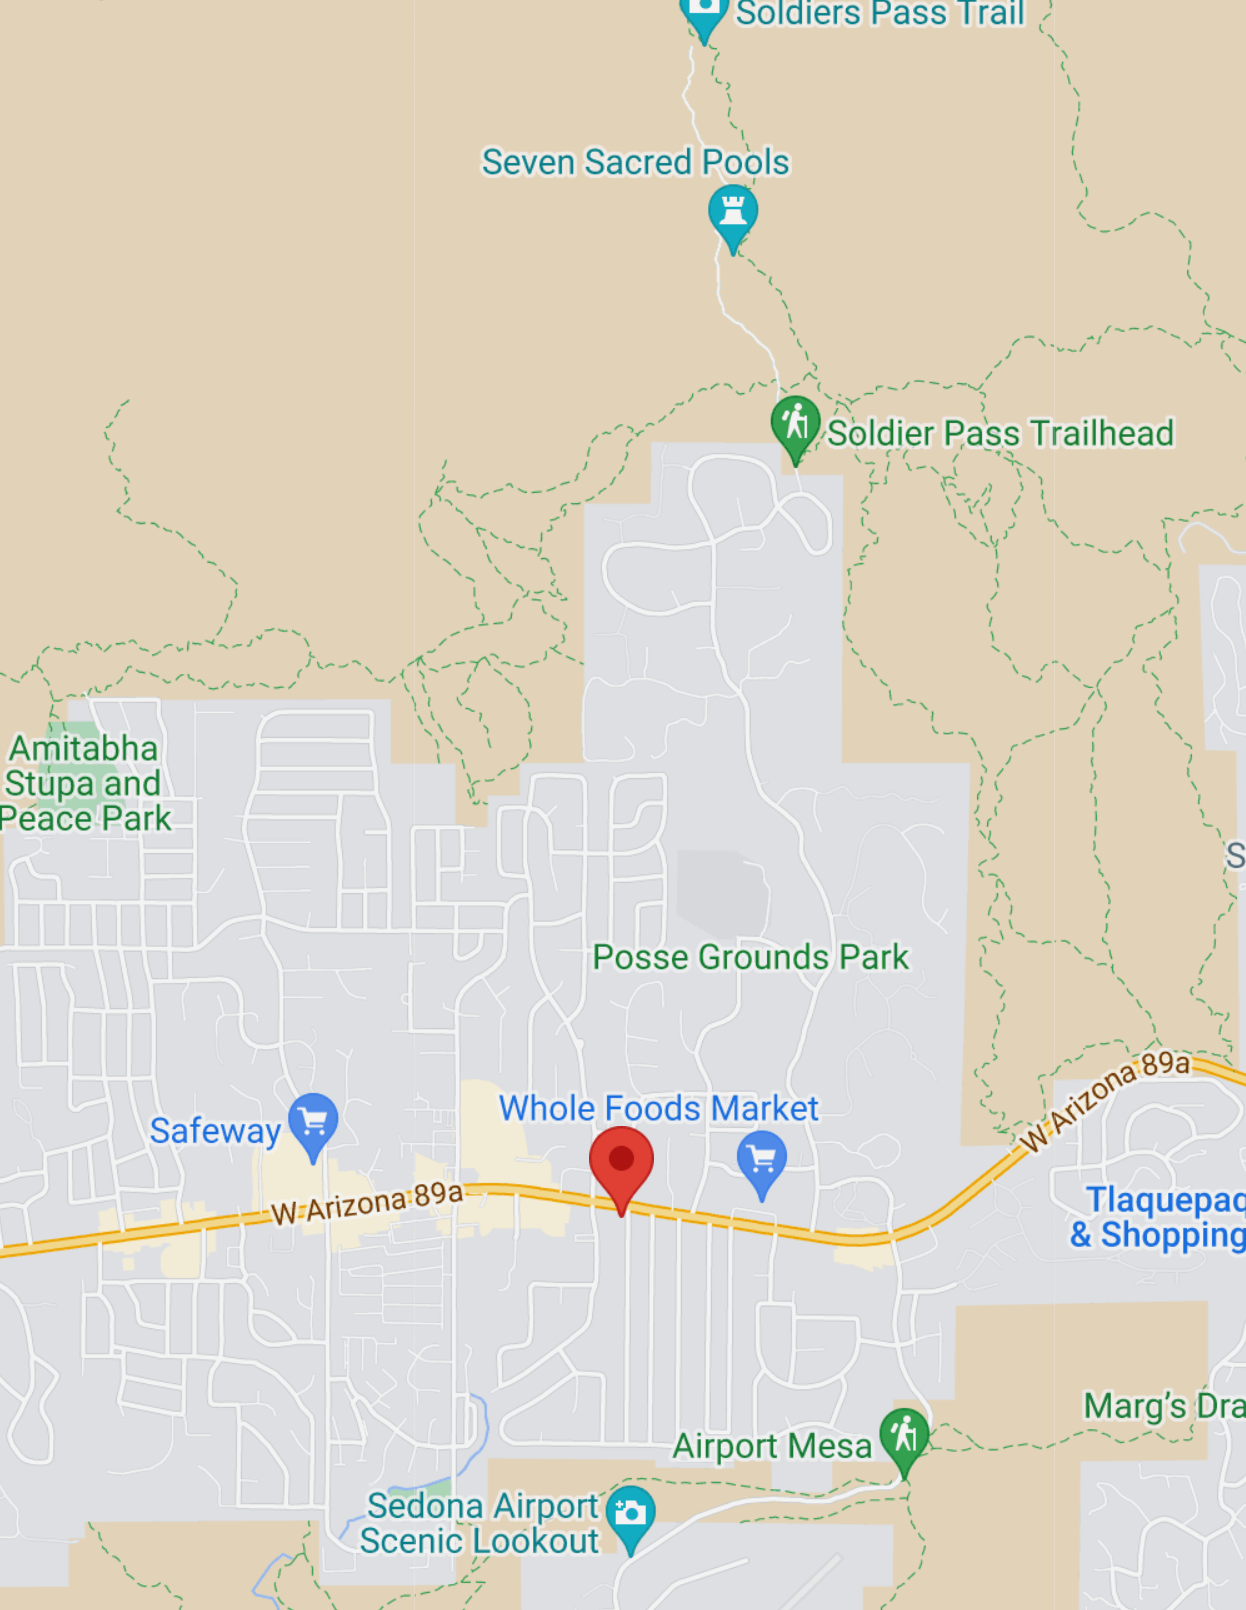 Soldiers Pass Trail
Seven Sacred Pools
Soldier Pass Trailhead
Amitabha
Stupa and
Peace Park
S
Posse Grounds Park
W Arizona 89a
Whole Foods Market
Safeway
W Arizona 89a
Tlaquepaq
& Shopping
Marg's Dra
Airport Mesa
Sedona Airport
Scenic Lookout